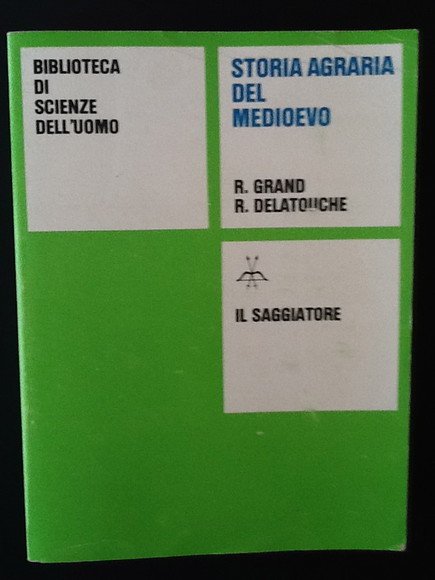 BIBLIOTECA
DI
SCIENZE
DELL'UOMO
STORIA AGRARIA
DEL
MEDIOEVO
R. GRAND
R. DELATOUCHE
IL SAGGIATORE